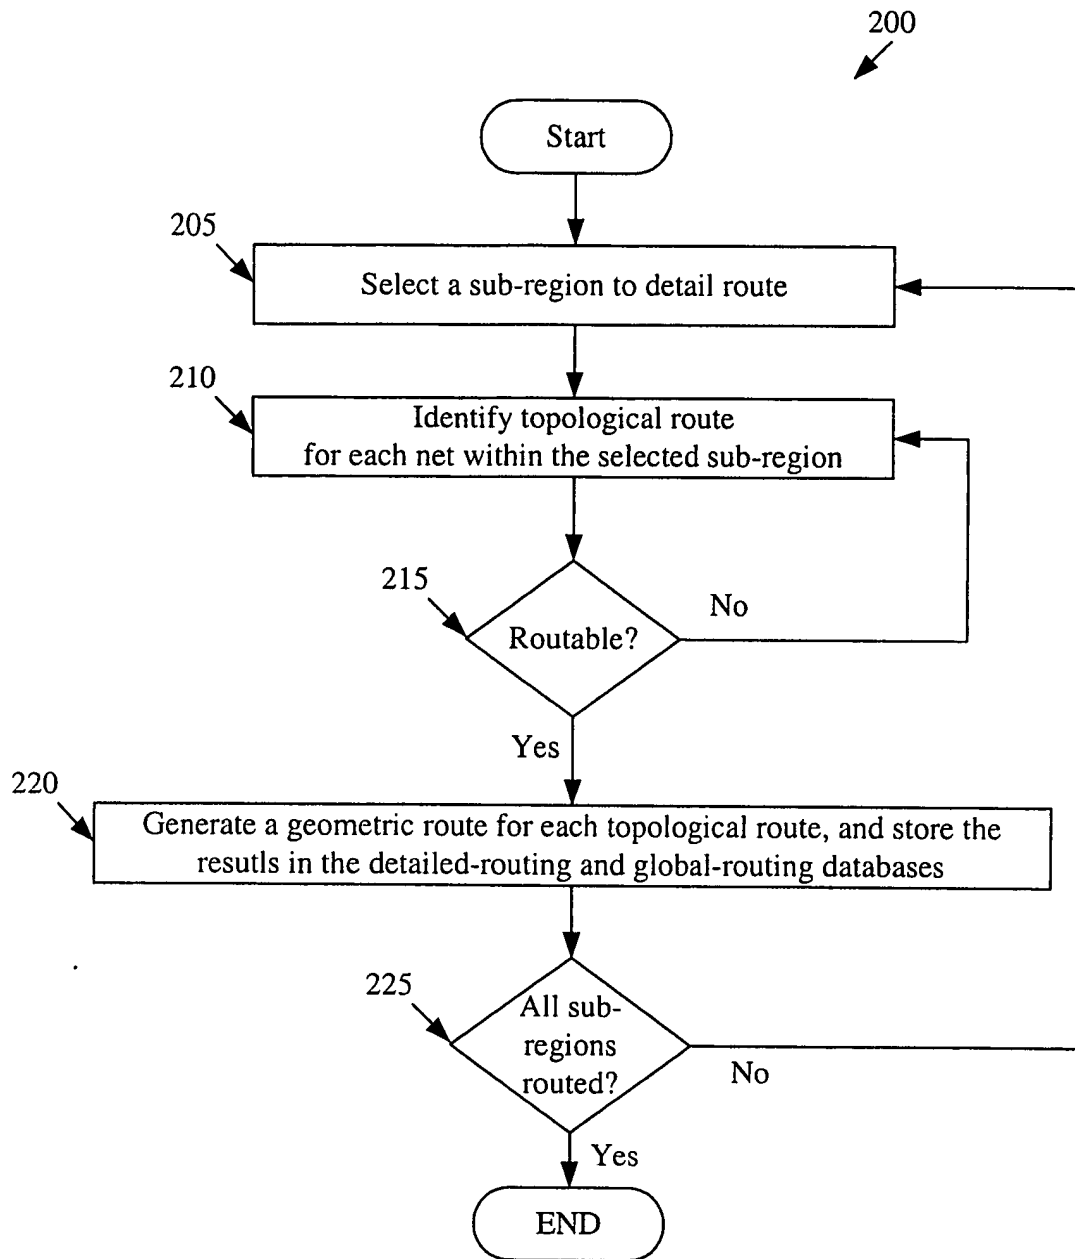 200
Start
205
Select a sub-region to detail route
210
Identify topological route
for each net within the selected sub-region
215
Routable?
No
Yes
220
Generate a geometric route for each topological route, and store the
resutls in the detailed-routing and global-routing databases
225
All sub-
regions
routed?
No
Yes
END